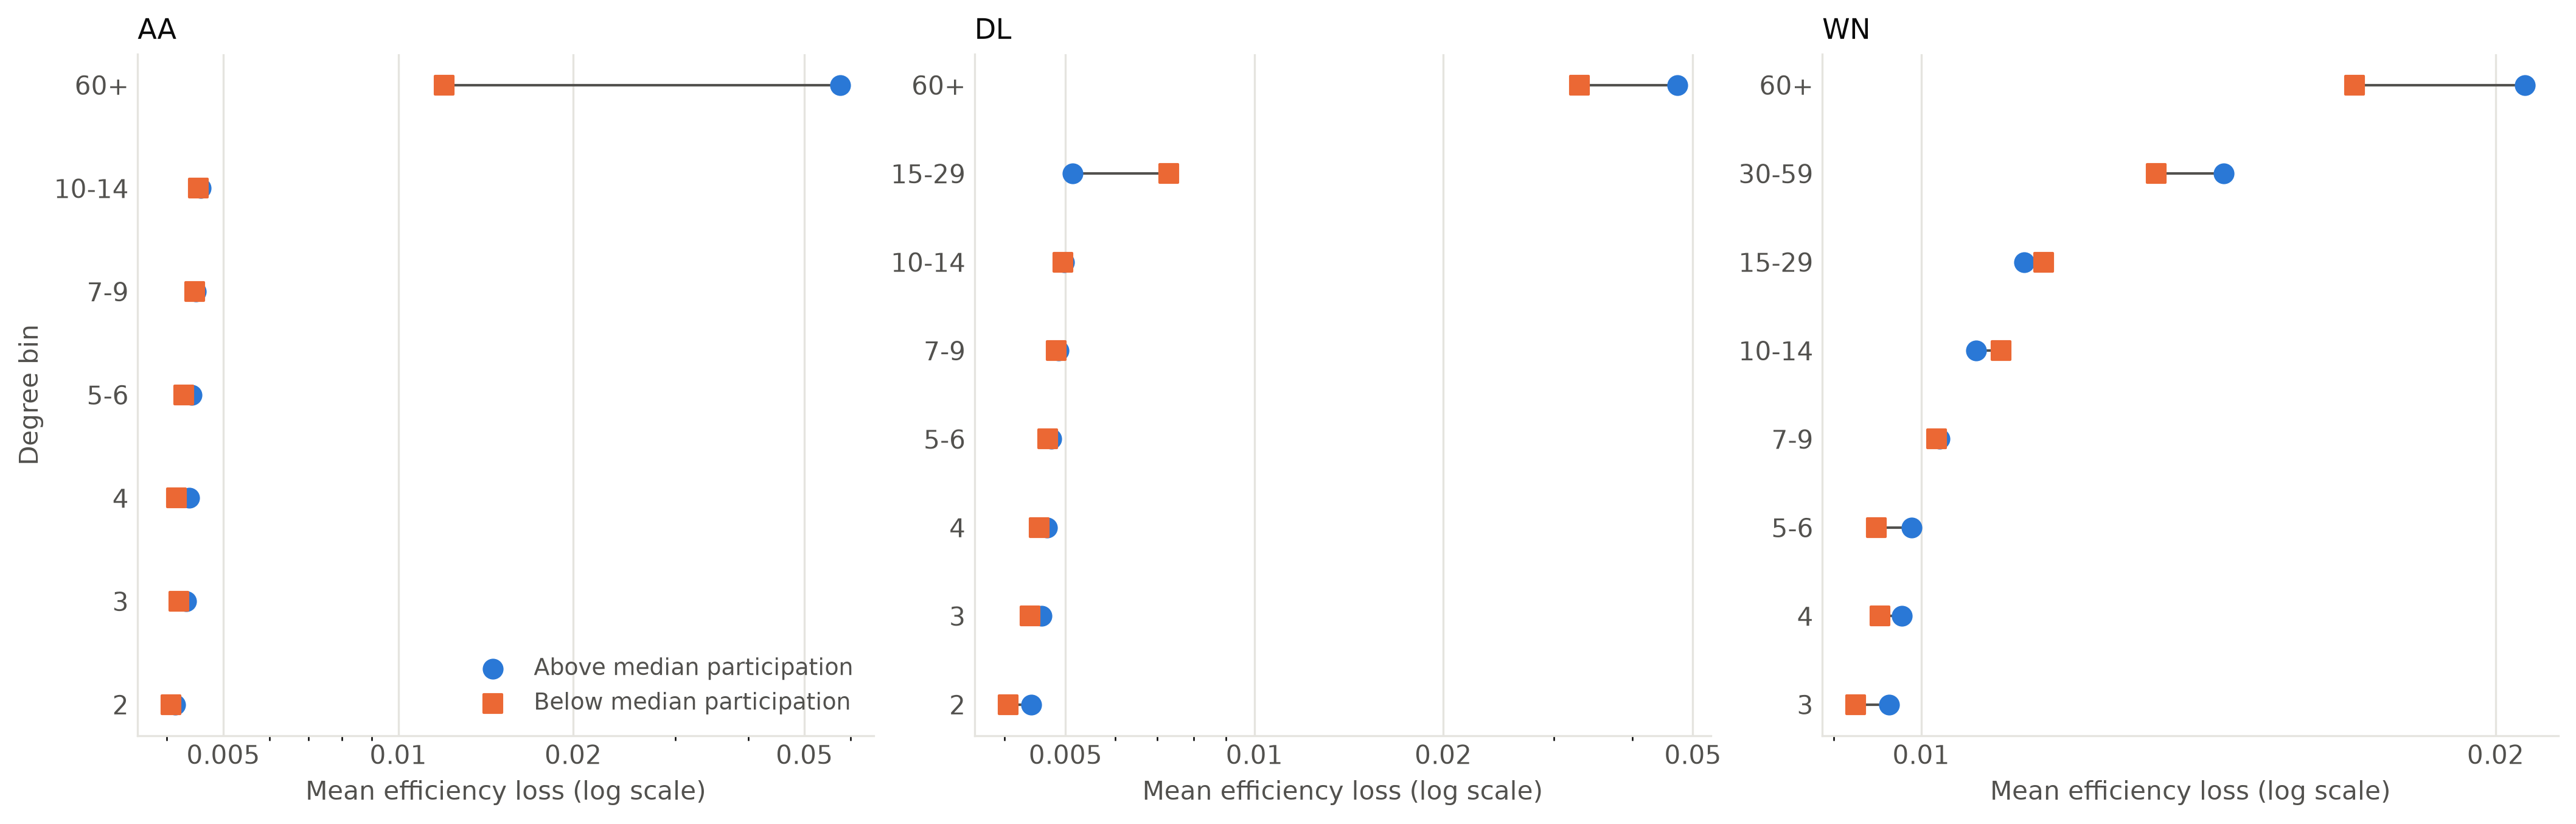 AA
60+
10-14
7-9
5-6
4
3
2
Degree bin
0.005 0.01 0.02 0.05
Mean efficiency loss (log scale)
Above median participation
Below median participation
DL
60+
15-29
10-14
7-9
5-6
4
3
2
0.005 0.01 0.02 0.05
Mean efficiency loss (log scale)
WN
60+
30-59
15-29
10-14
7-9
5-6
4
3
0.01 0.02
Mean efficiency loss (log scale)